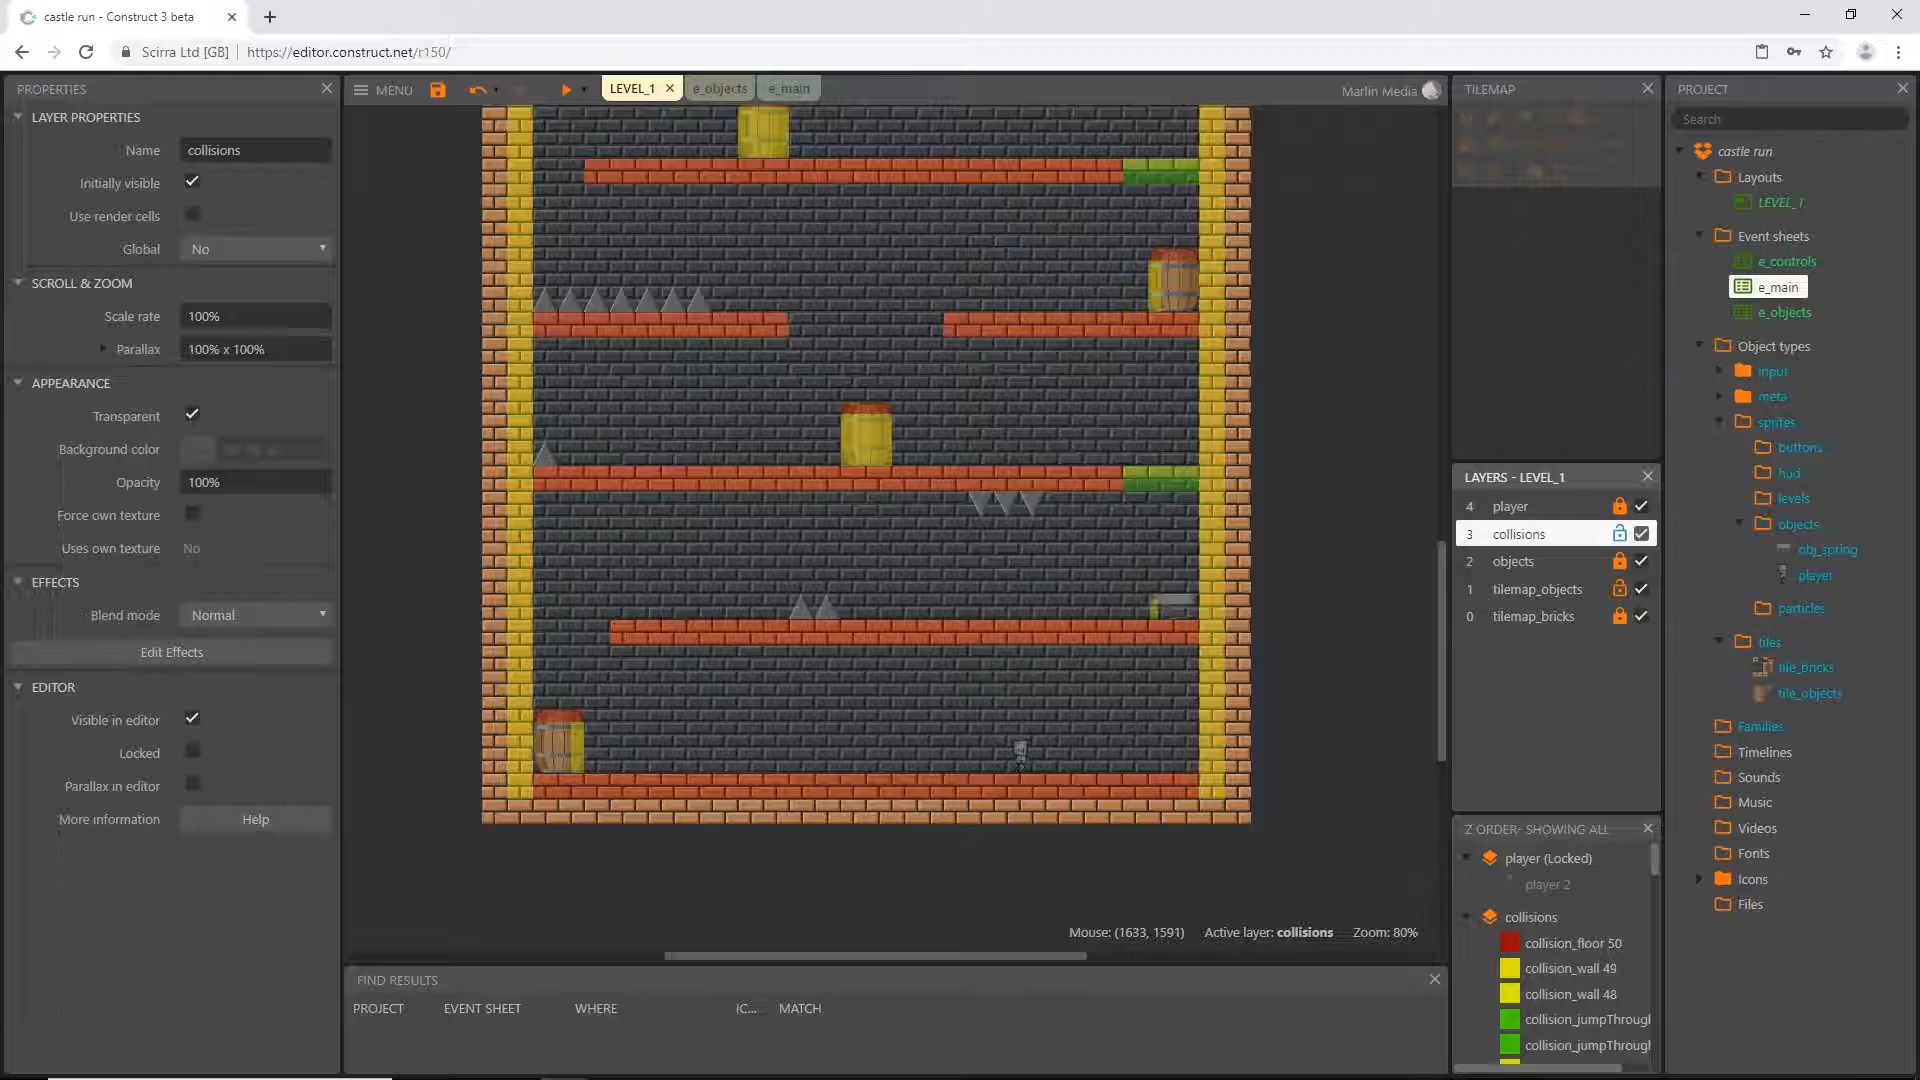 castle run - Construct 3 beta
Scirra Ltd [GB]
https://editor.construct.net/r150/
PROPERTIES
LAYER PROPERTIES
Name collisions
Initially visible
Use render cells
Global No
SCROLL & ZOOM
Scale rate 100%
Parallax 100% x 100%
APPEARANCE
Transparent
Background color
Opacity 100%
Force own texture
Uses own texture No
EFFECTS
Blend mode Normal
Edit Effects
EDITOR
Visible in editor
Locked
Parallax in editor
More information Help
MENU
LEVEL_1
e_objects
e_main
Marlin Media
Mouse: (1633, 1591) Active layer: collisions Zoom: 80%
FIND RESULTS
PROJECT EVENT SHEET WHERE IC... MATCH
TILEMAP
LAYERS - LEVEL_1
4 player
3 collisions
2 objects
1 tilemap_objects
0 tilemap_bricks
Z ORDER- SHOWING ALL
player (Locked)
player 2
collisions
collision_floor 50
collision_wall 49
collision_wall 48
collision_jumpThrough
collision_jumpThrough
PROJECT
Search
castle run
Layouts
LEVEL_1
Event sheets
e_controls
e_main
e_objects
Object types
input
meta
sprites
buttons
hud
levels
objects
obj_spring
player
particles
tiles
tile_bricks
tile_objects
Families
Timelines
Sounds
Music
Videos
Fonts
Icons
Files